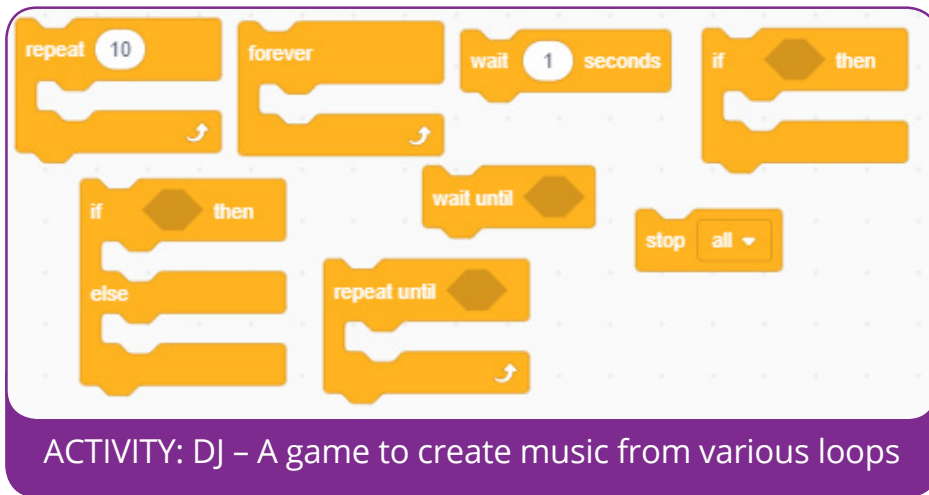 repeat 10
forever
wait 1 seconds
if then
if then
else
wait until
stop all
repeat until
ACTIVITY: DJ – A game to create music from various loops